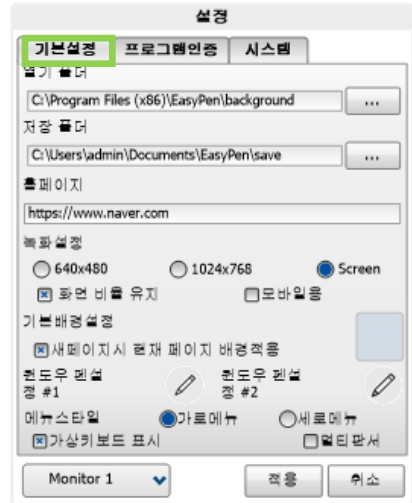 설정
기본설정 프로그램인증 시스템
열기 폴더
C:\Program Files (x86)\EasyPen\background ...
저장 폴더
C:\Users\admin\Documents\EasyPen\save ...
홈페이지
https://www.naver.com
녹화설정
640x480 1024x768 Screen
화면 비율 유지 모바일용
기본배경설정
새페이지시 현재 페이지 배경적용
윈도우 펜설
정 #1
윈도우 펜설
정 #2
메뉴스타일 가로메뉴 세로메뉴
가상키보드 표시 멀티판서
Monitor 1 적용 취소